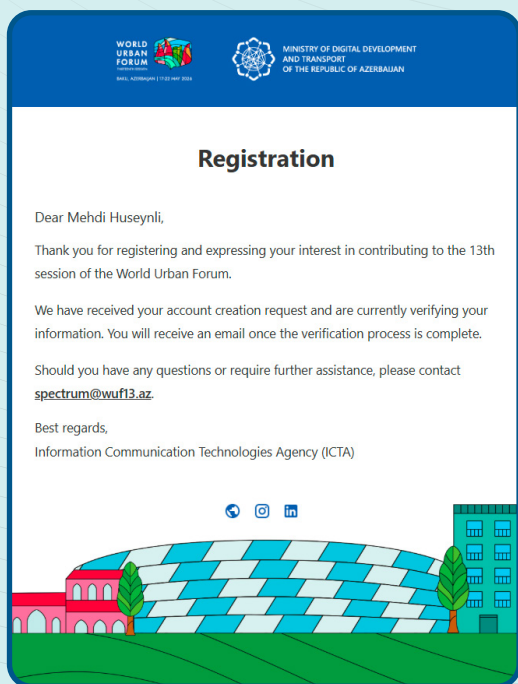 WORLD
URBAN
FORUM
THIRTEENTH SESSION
BAKU, AZERBAIJAN | 17-22 MAY 2026
MINISTRY OF DIGITAL DEVELOPMENT
AND TRANSPORT
OF THE REPUBLIC OF AZERBAIJAN
Registration
Dear Mehdi Huseynli,
Thank you for registering and expressing your interest in contributing to the 13th
session of the World Urban Forum.
We have received your account creation request and are currently verifying your
information. You will receive an email once the verification process is complete.
Should you have any questions or require further assistance, please contact
spectrum@wuf13.az.
Best regards,
Information Communication Technologies Agency (ICTA)